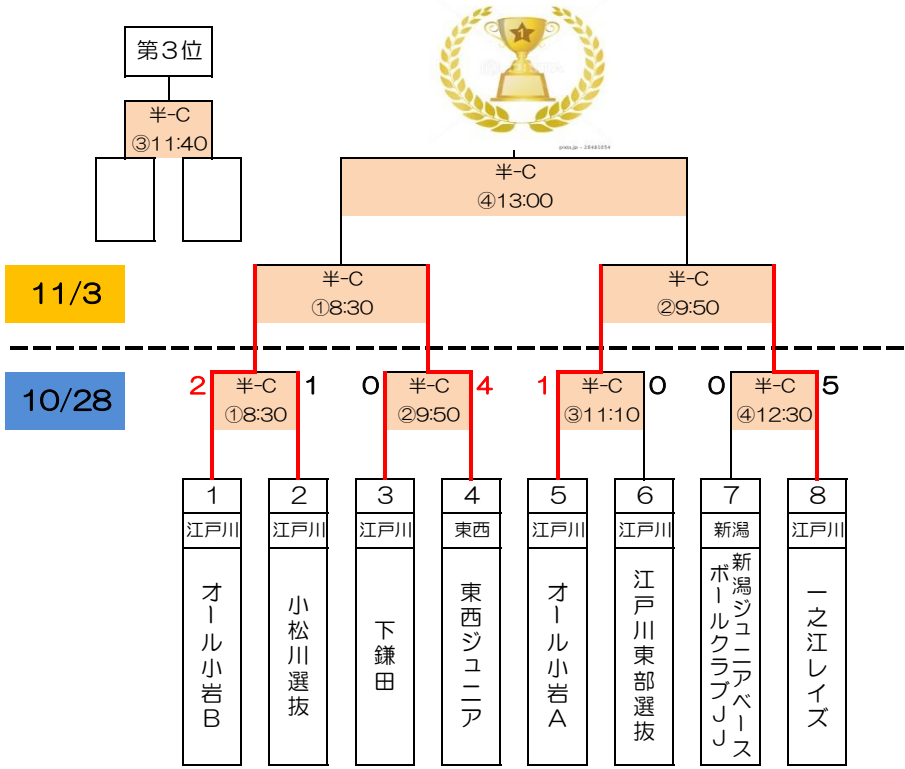 1
pixta.jp - 28481054
第3位
半-C
③11:40
半-C
④13:00
11/3
半-C
①8:30
半-C
②9:50
10/28
2
半-C
①8:30
1
0
半-C
②9:50
4
1
半-C
③11:10
0
0
半-C
④12:30
5
1
江戸川
オール小岩B
2
江戸川
小松川選抜
3
江戸川
下鎌田
4
東西
東西ジュニア
5
江戸川
オール小岩A
6
江戸川
江戸川東部選抜
7
新潟
新潟ジュニアベース
ボールクラブJJ
8
江戸川
一之江レイズ